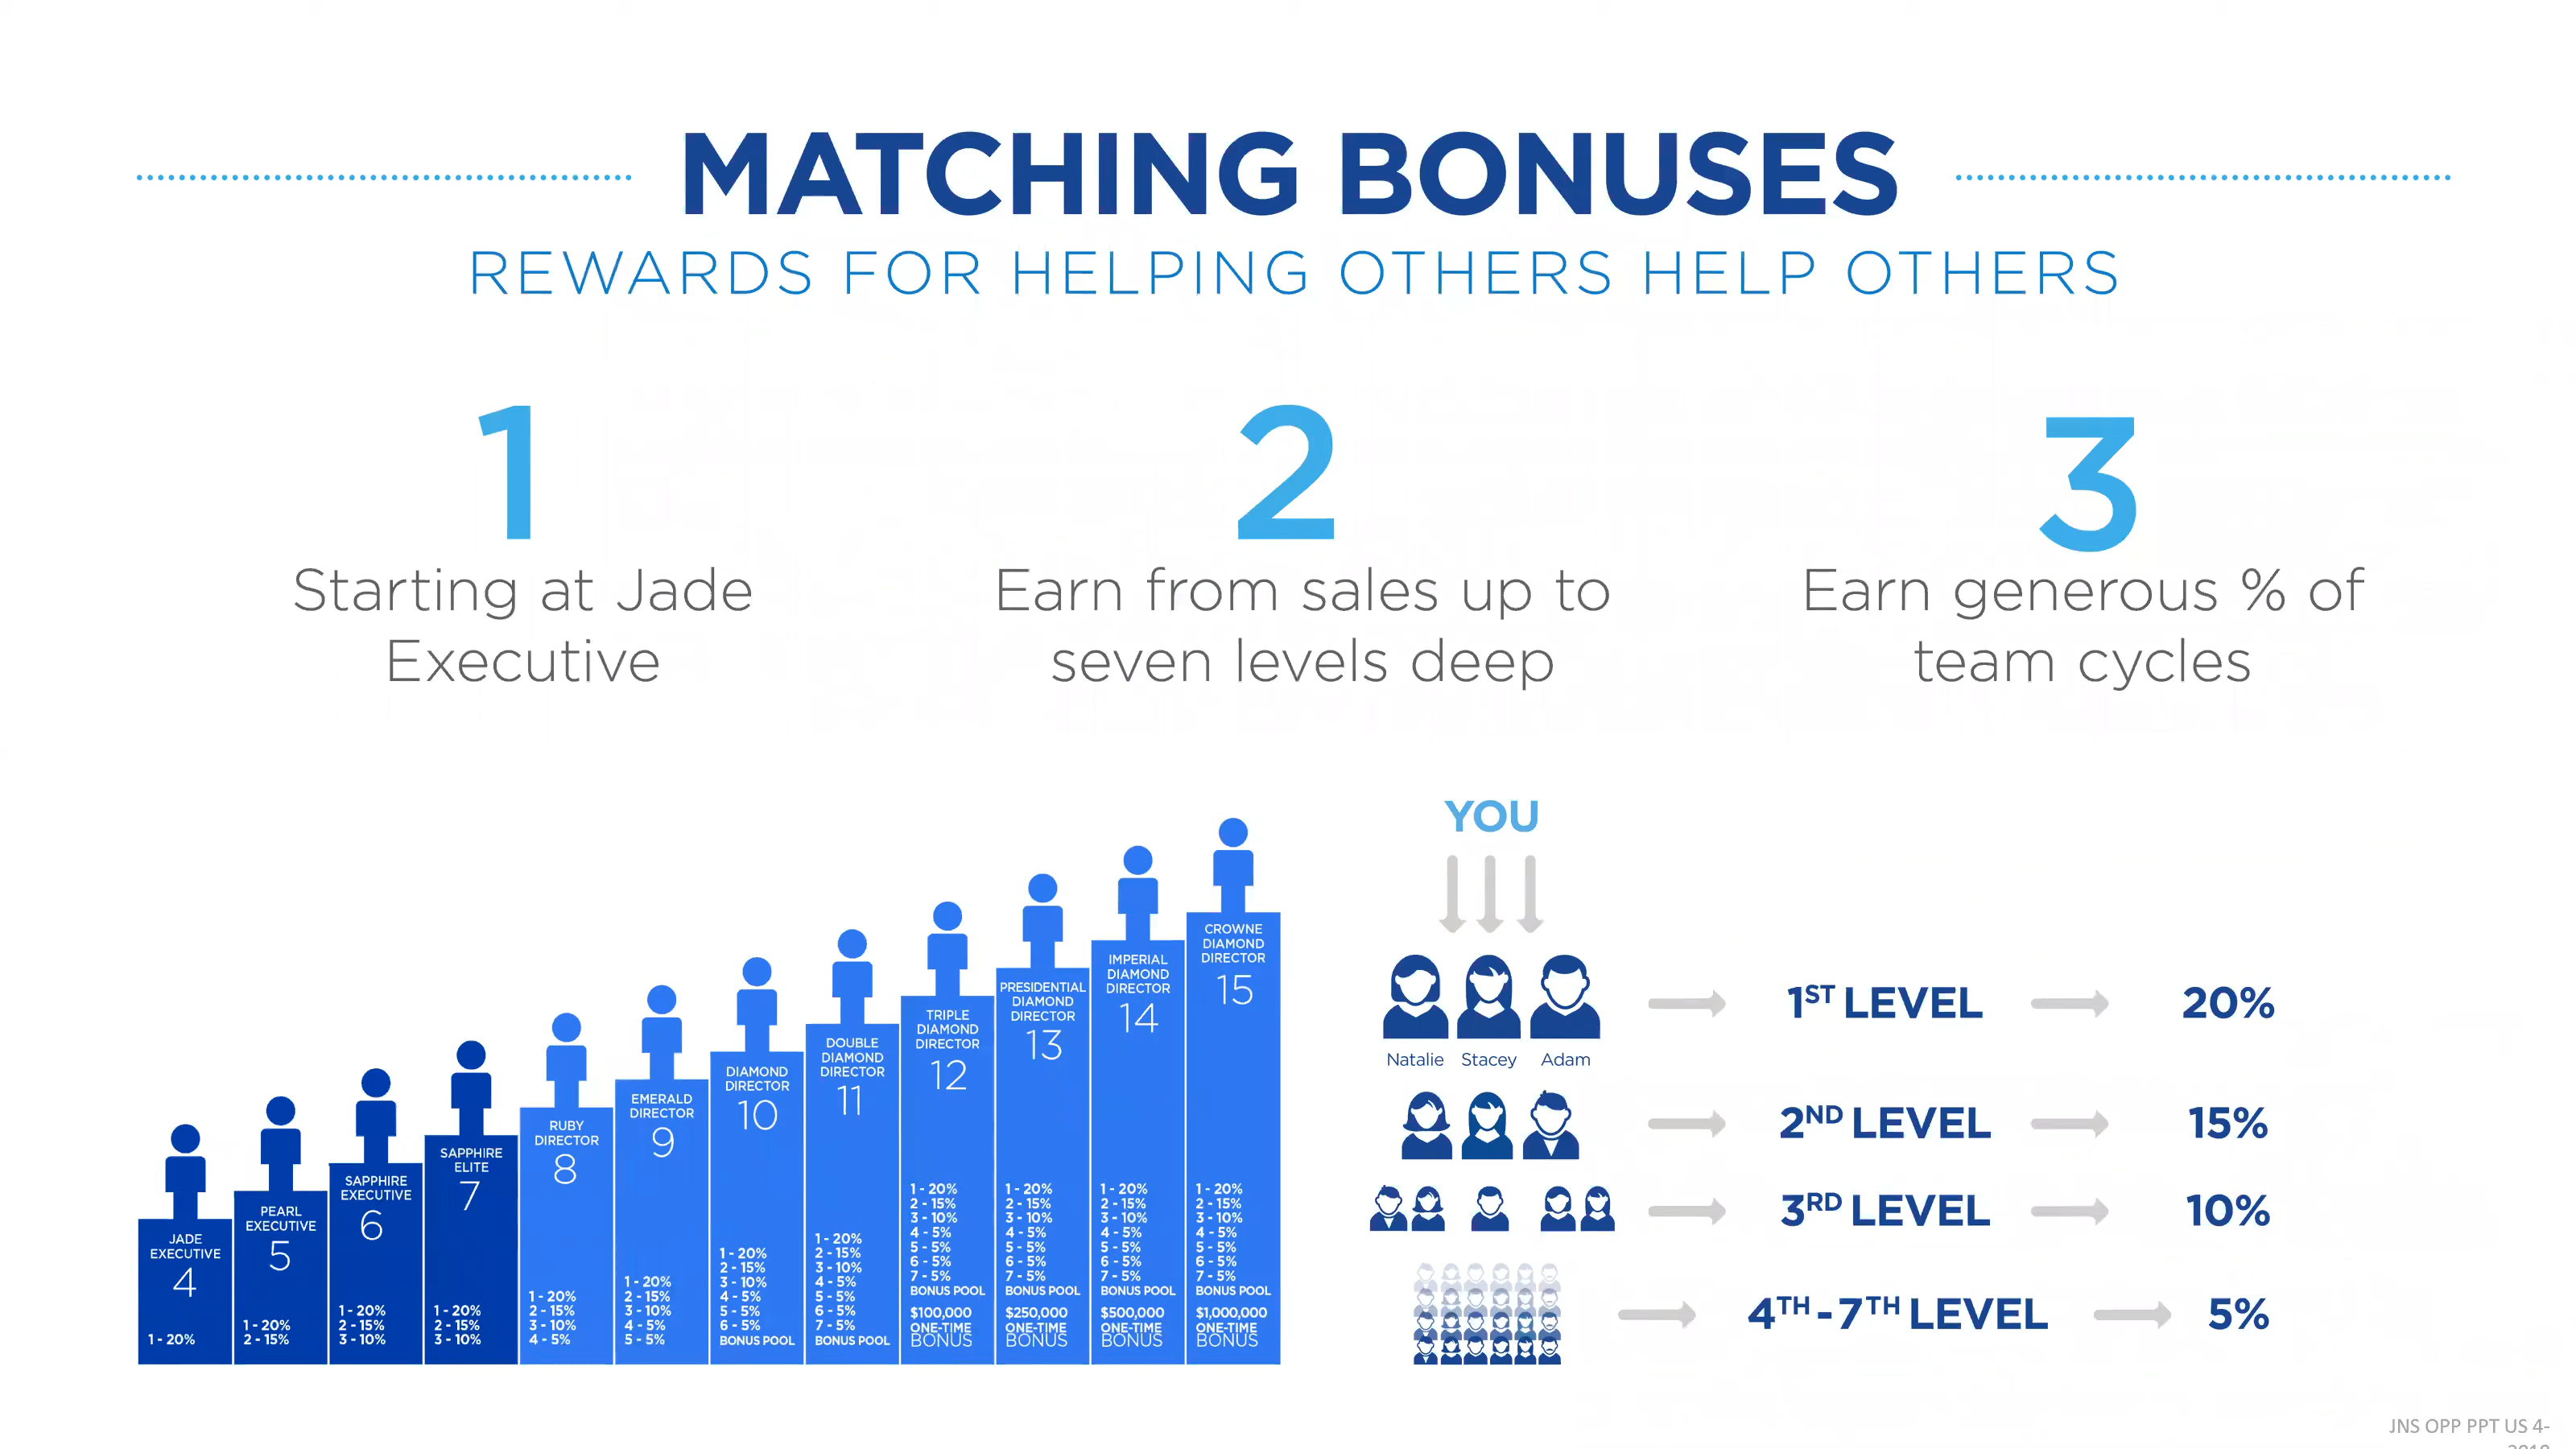 MATCHING BONUSES
REWARDS FOR HELPING OTHERS HELP OTHERS
1
Starting at Jade
Executive
2
Earn from sales up to
seven levels deep
3
Earn generous % of
team cycles
JADE
EXECUTIVE
4
1 - 20%
PEARL
EXECUTIVE
5
1 - 20%
2 - 15%
SAPPHIRE
EXECUTIVE
6
1 - 20%
2 - 15%
3 - 10%
SAPPHIRE
ELITE
7
1 - 20%
2 - 15%
3 - 10%
RUBY
DIRECTOR
8
1 - 20%
2 - 15%
3 - 10%
4 - 5%
EMERALD
DIRECTOR
9
1 - 20%
2 - 15%
3 - 10%
4 - 5%
5 - 5%
DIAMOND
DIRECTOR
10
1 - 20%
2 - 15%
3 - 10%
4 - 5%
5 - 5%
6 - 5%
BONUS POOL
DOUBLE
DIAMOND
DIRECTOR
11
1 - 20%
2 - 15%
3 - 10%
4 - 5%
5 - 5%
6 - 5%
7 - 5%
BONUS POOL
TRIPLE
DIAMOND
DIRECTOR
12
1 - 20%
2 - 15%
3 - 10%
4 - 5%
5 - 5%
6 - 5%
7 - 5%
BONUS POOL
$100,000
ONE-TIME
BONUS
PRESIDENTIAL
DIAMOND
DIRECTOR
13
1 - 20%
2 - 15%
3 - 10%
4 - 5%
5 - 5%
6 - 5%
7 - 5%
BONUS POOL
$250,000
ONE-TIME
BONUS
IMPERIAL
DIAMOND
DIRECTOR
14
1 - 20%
2 - 15%
3 - 10%
4 - 5%
5 - 5%
6 - 5%
7 - 5%
BONUS POOL
$500,000
ONE-TIME
BONUS
CROWNE
DIAMOND
DIRECTOR
15
1 - 20%
2 - 15%
3 - 10%
4 - 5%
5 - 5%
6 - 5%
7 - 5%
BONUS POOL
$1,000,000
ONE-TIME
BONUS
YOU
Natalie Stacey Adam
1ST LEVEL 20%
2ND LEVEL 15%
3RD LEVEL 10%
4TH-7TH LEVEL 5%
JNS OPP PPT US 4-